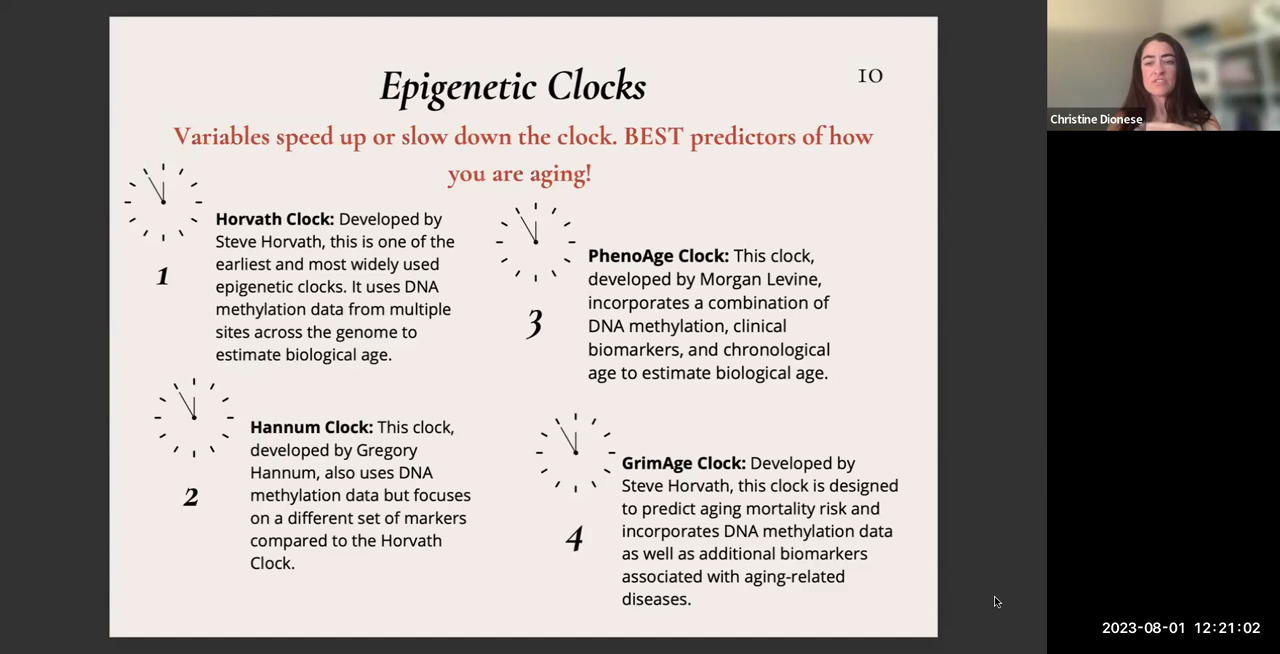 Epigenetic Clocks
10
Variables speed up or slow down the clock. BEST predictors of how
you are aging!
Horvath Clock: Developed by
Steve Horvath, this is one of the
earliest and most widely used
epigenetic clocks. It uses DNA
methylation data from multiple
sites across the genome to
estimate biological age.
1
Hannum Clock: This clock,
developed by Gregory
Hannum, also uses DNA
methylation data but focuses
on a different set of markers
compared to the Horvath
Clock.
2
PhenoAge Clock: This clock,
developed by Morgan Levine,
incorporates a combination of
DNA methylation, clinical
biomarkers, and chronological
age to estimate biological age.
3
GrimAge Clock: Developed by
Steve Horvath, this clock is designed
to predict aging mortality risk and
incorporates DNA methylation data
as well as additional biomarkers
associated with aging-related
diseases.
4
Christine Dionese
2023-08-01 12:21:02